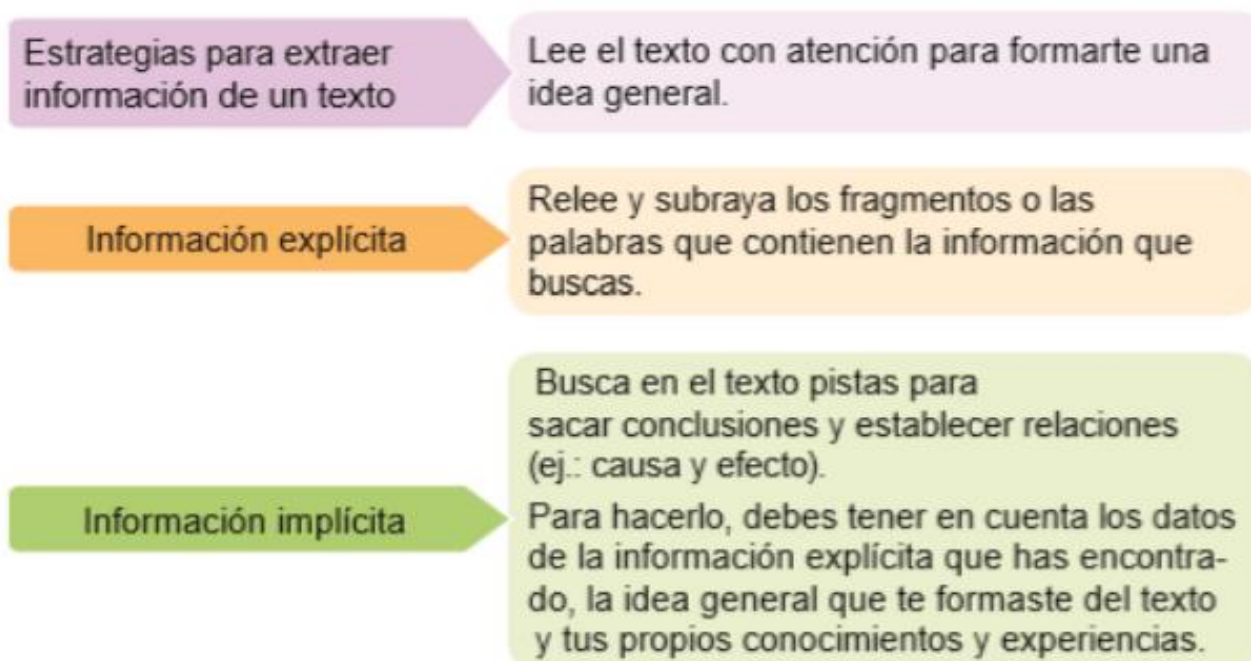 Estrategias para extraer
información de un texto
Lee el texto con atención para formarte una
idea general.
Información explícita
Relee y subraya los fragmentos o las
palabras que contienen la información que
buscas.
Información implícita
Busca en el texto pistas para
sacar conclusiones y establecer relaciones
(ej.: causa y efecto).
Para hacerlo, debes tener en cuenta los datos
de la información explícita que has encontra-
do, la idea general que te formaste del texto
y tus propios conocimientos y experiencias.